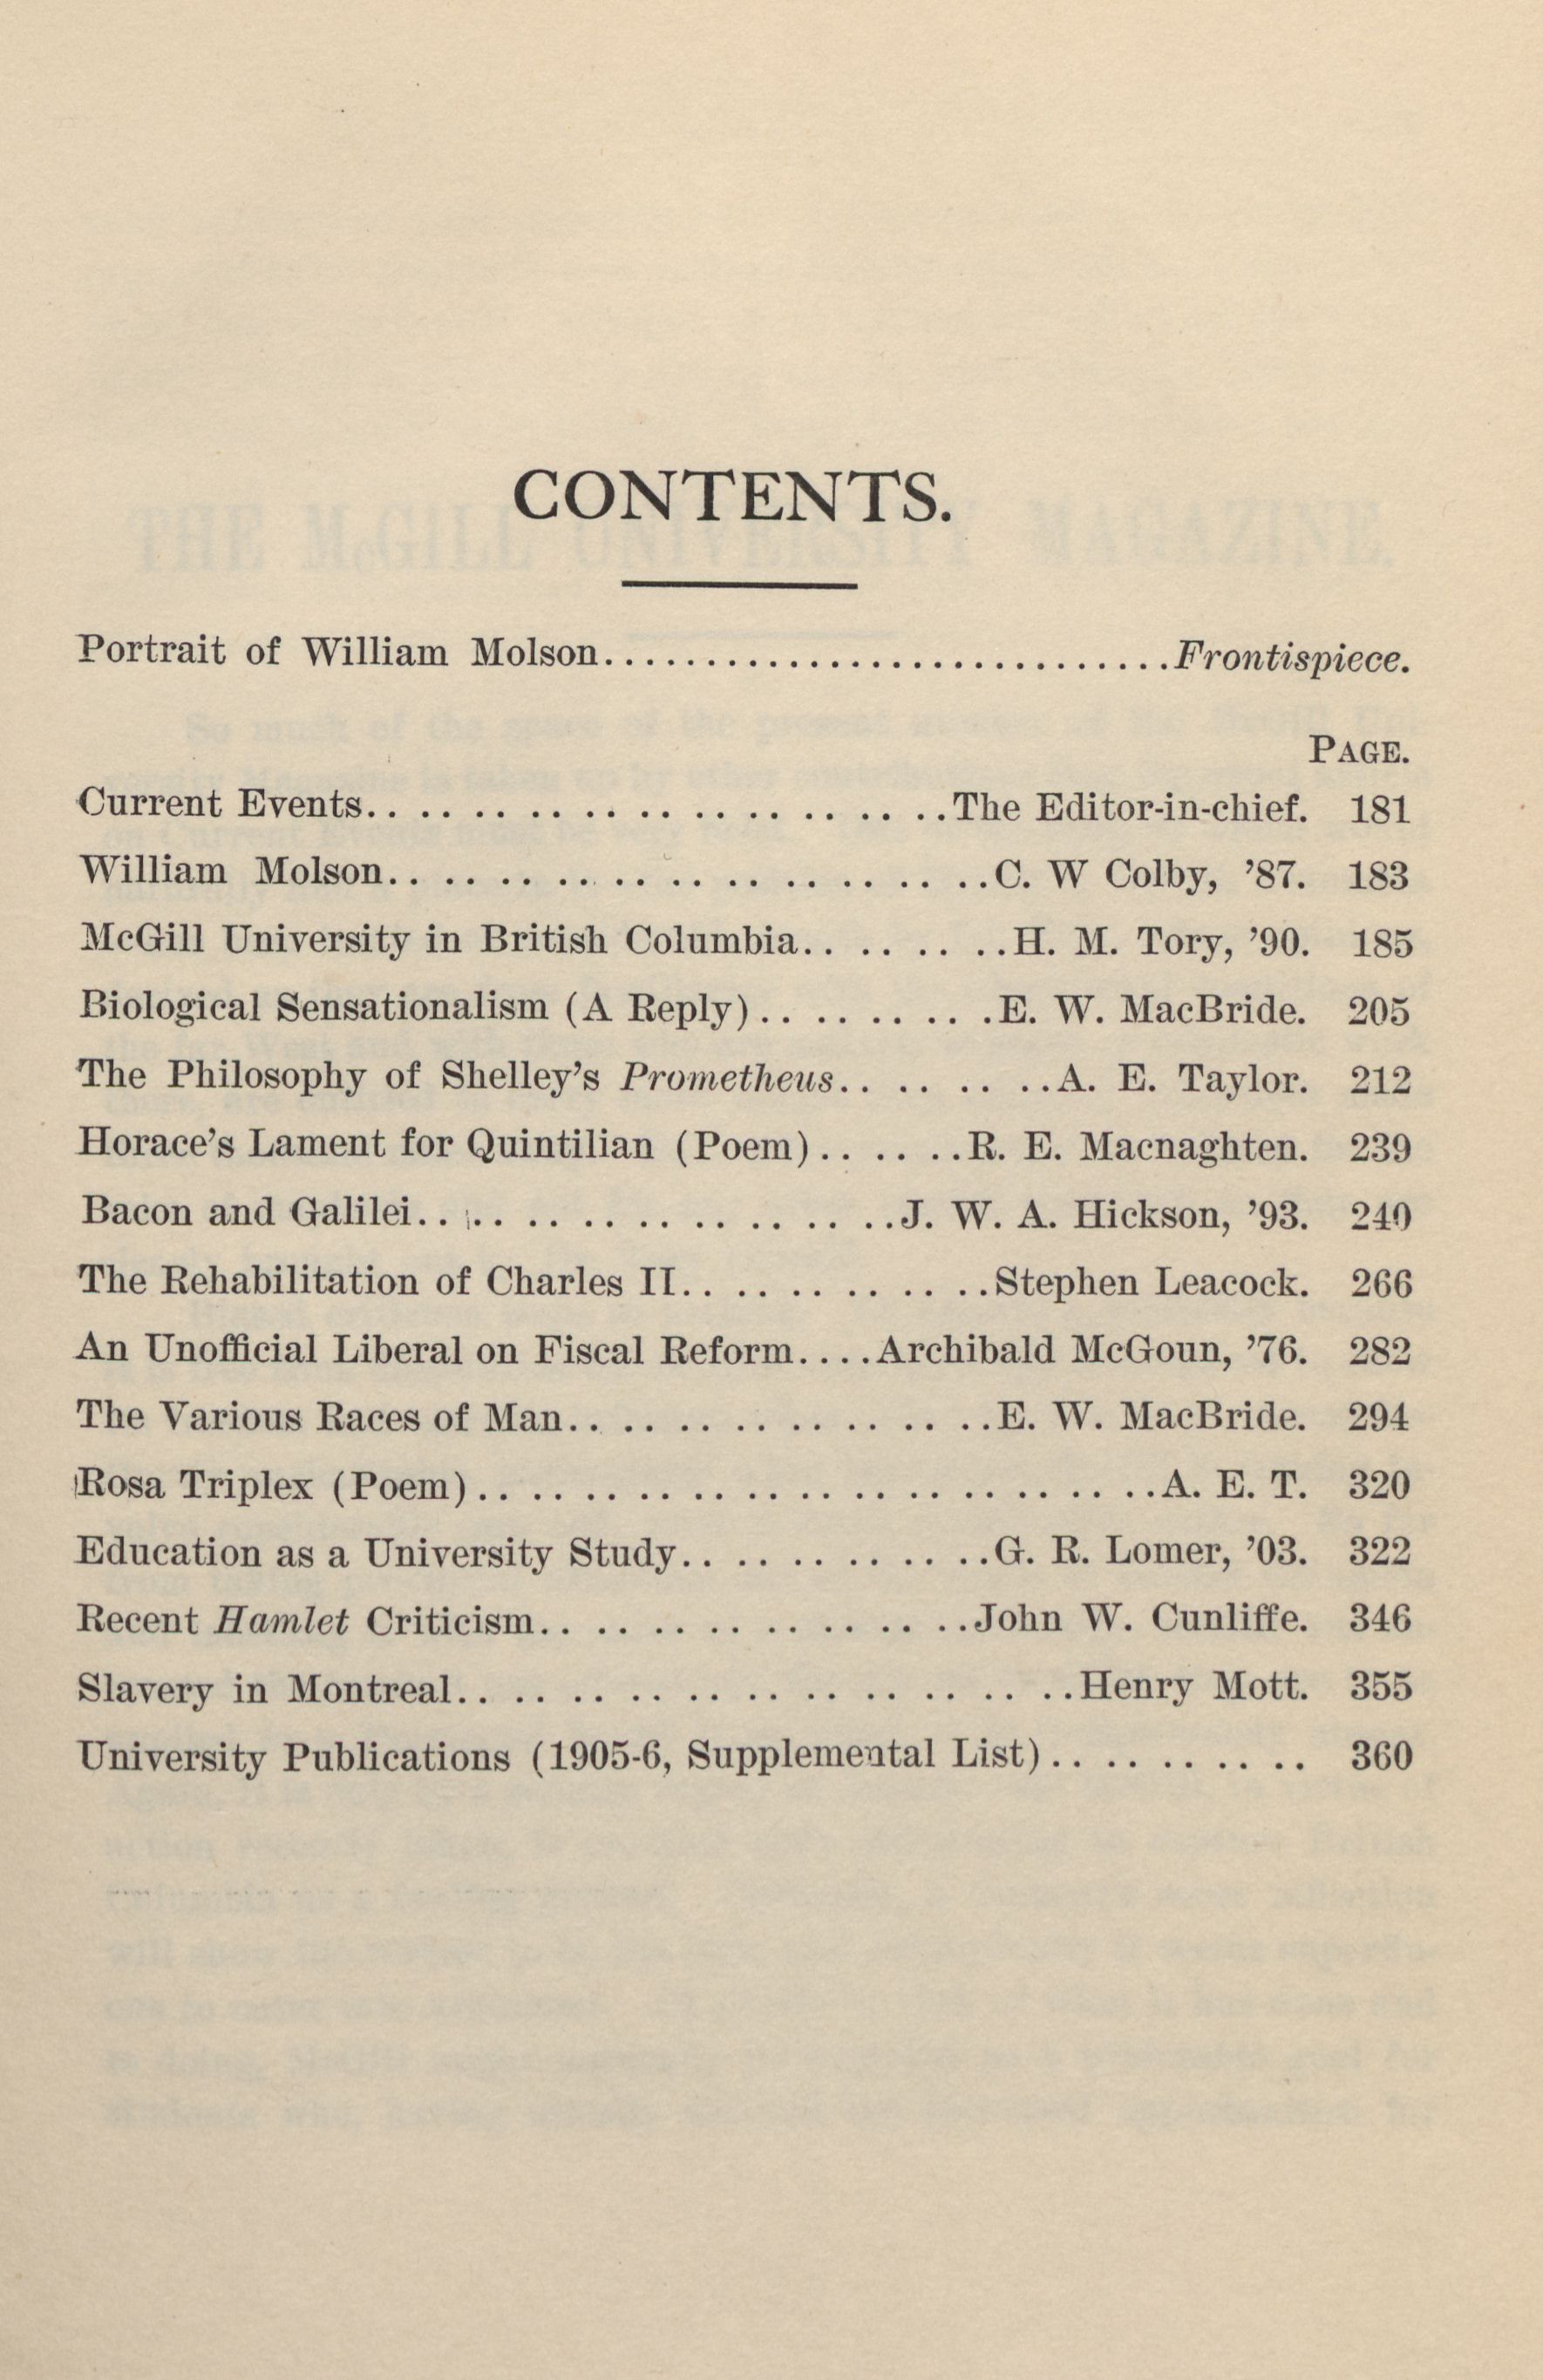 CONTENTS.
Portrait of William Molson............................Frontispiece.
PAGE.
Current Events.. .. .. .. .. .. .. .. .. .. ..The Editor-in-chief. 181
William Molson.. .. .. .. .. .. .. .. .. .. ..C. W Colby, ’87. 183
McGill University in British Columbia.. .. .. .. ..H. M. Tory, ’90. 185
Biological Sensationalism (A Reply).. .. .. .. ..E. W. MacBride. 205
The Philosophy of Shelley’s Prometheus.. .. .. .. ..A. E. Taylor. 212
Horace’s Lament for Quintilian (Poem).. .. .. ..R. E. Macnaghten. 239
Bacon and Galilei.. .. .. .. .. .. .. .. .. ..J. W. A. Hickson, ’93. 240
The Rehabilitation of Charles II.. .. .. .. .. .. ..Stephen Leacock. 266
An Unofficial Liberal on Fiscal Reform....Archibald McGoun, ’76. 282
The Various Races of Man.. .. .. .. .. .. .. .. ..E. W. MacBride. 294
Rosa Triplex (Poem).. .. .. .. .. .. .. .. .. .. .. .. ..A. E. T. 320
Education as a University Study.. .. .. .. .. .. ..G. R. Lomer, ’03. 322
Recent Hamlet Criticism.. .. .. .. .. .. .. .. ..John W. Cunliffe. 346
Slavery in Montreal.. .. .. .. .. .. .. .. .. .. .. ..Henry Mott. 355
University Publications (1905-6, Supplemental List).. .. .. .. .. 360